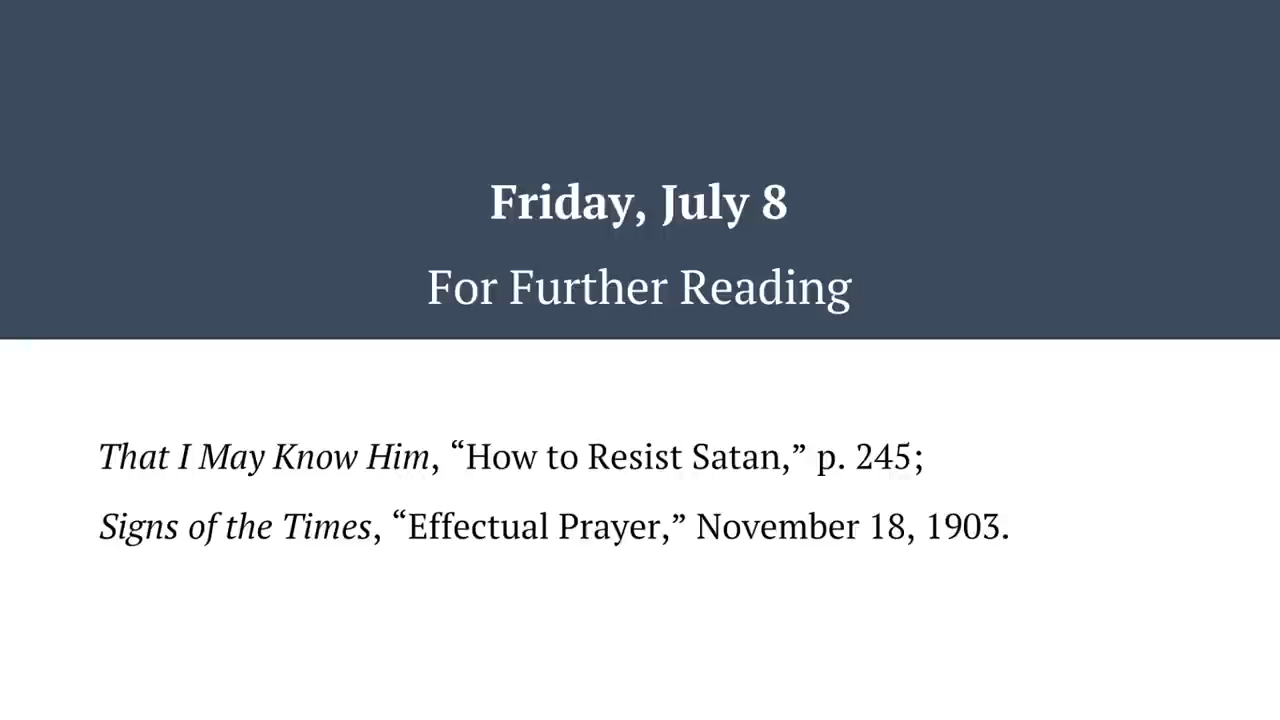 Friday, July 8
For Further Reading
That I May Know Him, “How to Resist Satan,” p. 245;
Signs of the Times, “Effectual Prayer,” November 18, 1903.